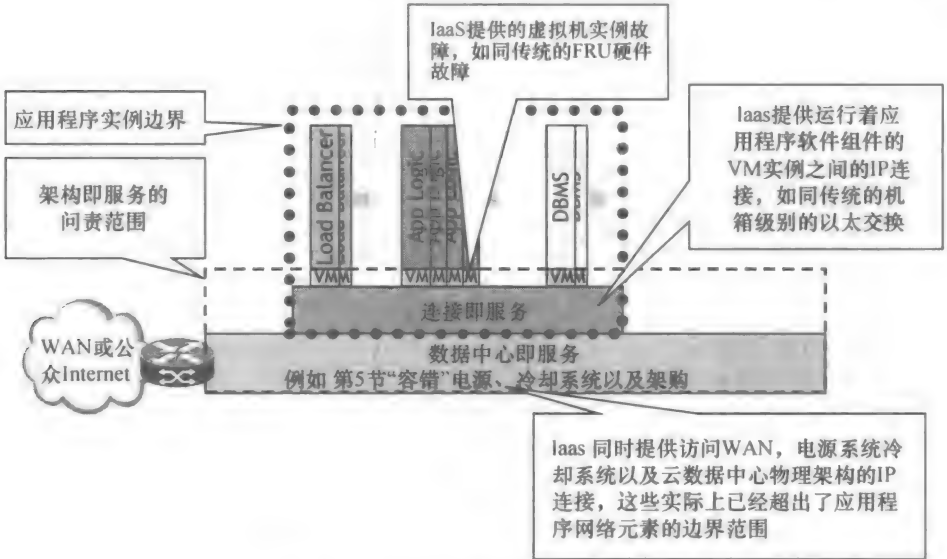 IaaS提供的虚拟机实例故
障，如同传统的FRU硬件
故障
应用程序实例边界
Iaas提供运行着应
用程序软件组件的
VM实例之间的IP连
接，如同传统的机
箱级别的以太交换
架构即服务的
问责范围
Load Balancer
Load Balancer
App Logic
App Logic
App Logic
DBMS
DBMS
VM M
VM M M M
VM M
连接即服务
WAN或公
众Internet
数据中心即服务
例如 第5节“容错”电源、冷却系统以及架购
Iaas 同时提供访问WAN，电源系统冷
却系统以及云数据中心物理架构的IP
连接，这些实际上已经超出了应用程
序网络元素的边界范围